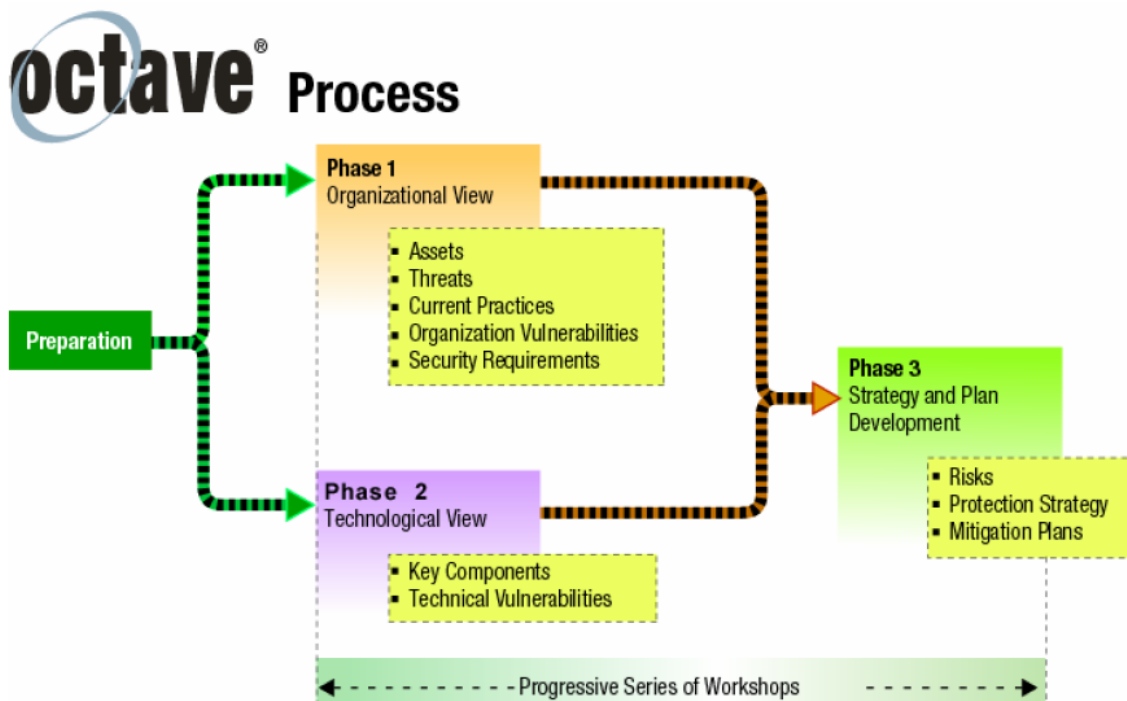 octave® Process
Phase 1
Organizational View
▪ Assets
▪ Threats
▪ Current Practices
▪ Organization Vulnerabilities
▪ Security Requirements
Preparation
Phase 3
Strategy and Plan
Development
▪ Risks
▪ Protection Strategy
▪ Mitigation Plans
Phase 2
Technological View
▪ Key Components
▪ Technical Vulnerabilities
Progressive Series of Workshops